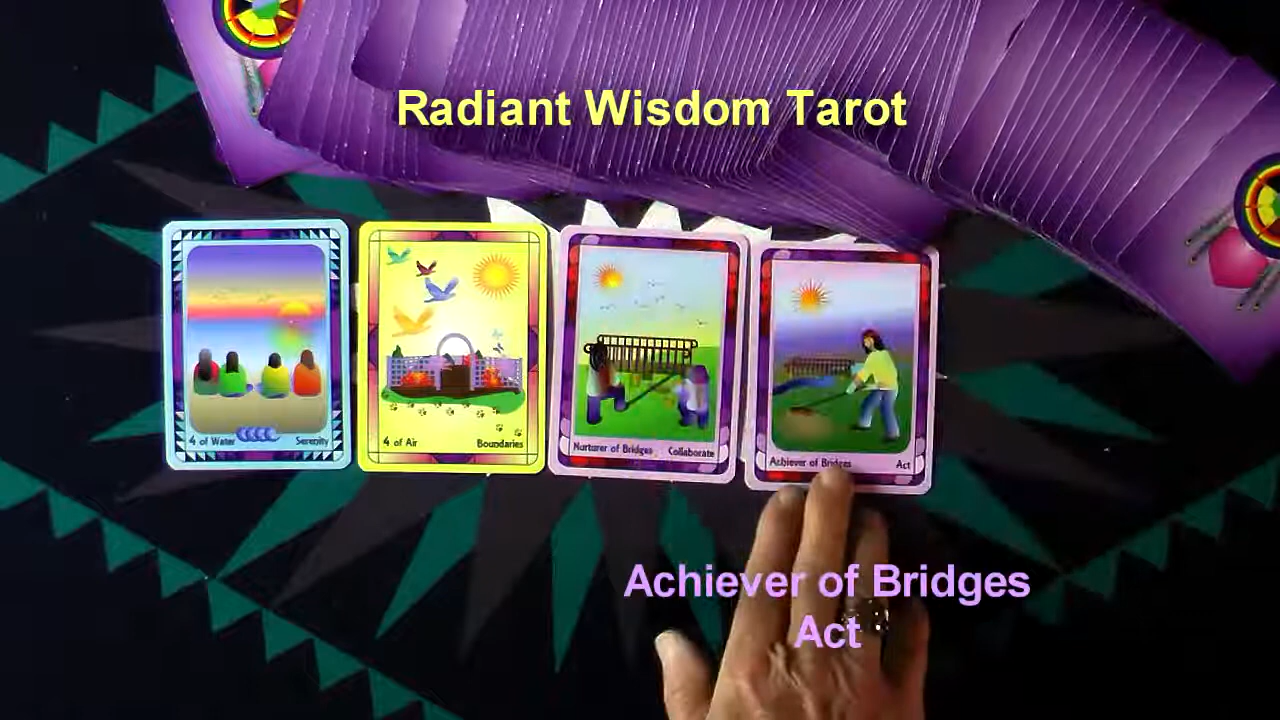 Radiant Wisdom Tarot
4 of Water Serenity
4 of Air Boundaries
Nurturer of Bridges Collaborate
Achiever of Bridges Act
Achiever of Bridges
Act